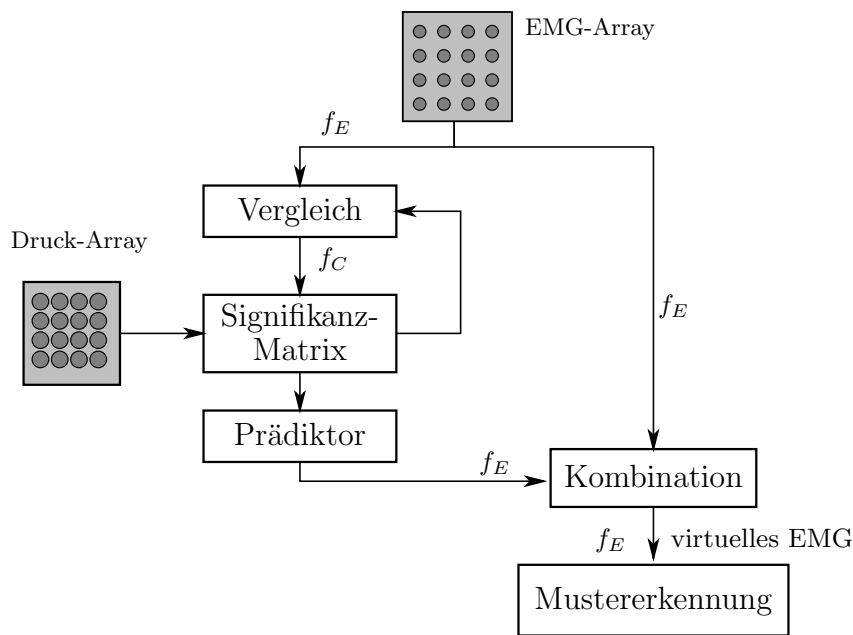 EMG-Array
f_E
Vergleich
Druck-Array
f_C
f_E
Signifikanz-
Matrix
Prädiktor
f_E
Kombination
f_E
virtuelles EMG
Mustererkennung